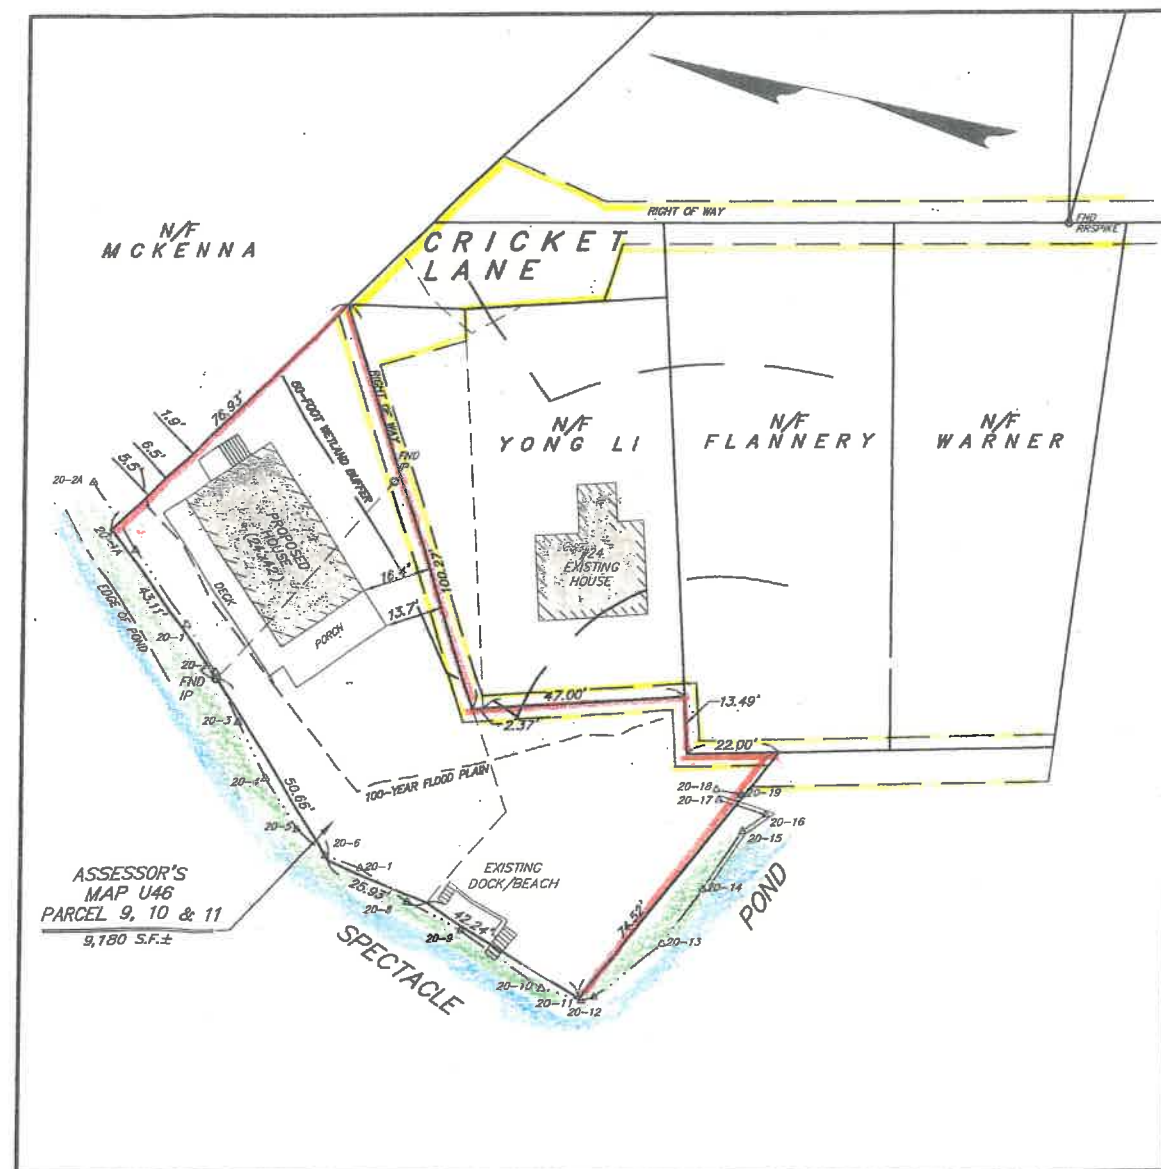 RIGHT OF WAY
FND
RRSPIKE
N/F
MCKENNA
CRICKET
LANE
76.93'
1.9'
6.5'
5.5'
60-FOOT WETLAND BUFFER
RIGHT OF WAY
FND
IP
N/F
YONG LI
N/F
FLANNERY
N/F
WARNER
20-2A
20-1A
PROPOSED
HOUSE
(24'X42')
EXISTING
HOUSE
EDGE OF POND
43.11'
DECK
PORCH
16.4'
13.7'
100.27'
20-1
FND
IP
20-3
47.00'
2.37'
13.49'
22.00'
20-4
50.66'
100-YEAR FLOOD PLAIN
20-18
20-17
20-19
20-16
20-15
20-5
20-6
20-1
25.93'
20-8
EXISTING
DOCK/BEACH
42.24'
20-9
74.52'
20-14
POND
20-13
ASSESSOR'S
MAP U46
PARCEL 9, 10 & 11
9,780 S.F.±
SPECTACLE
20-10
20-11
20-12